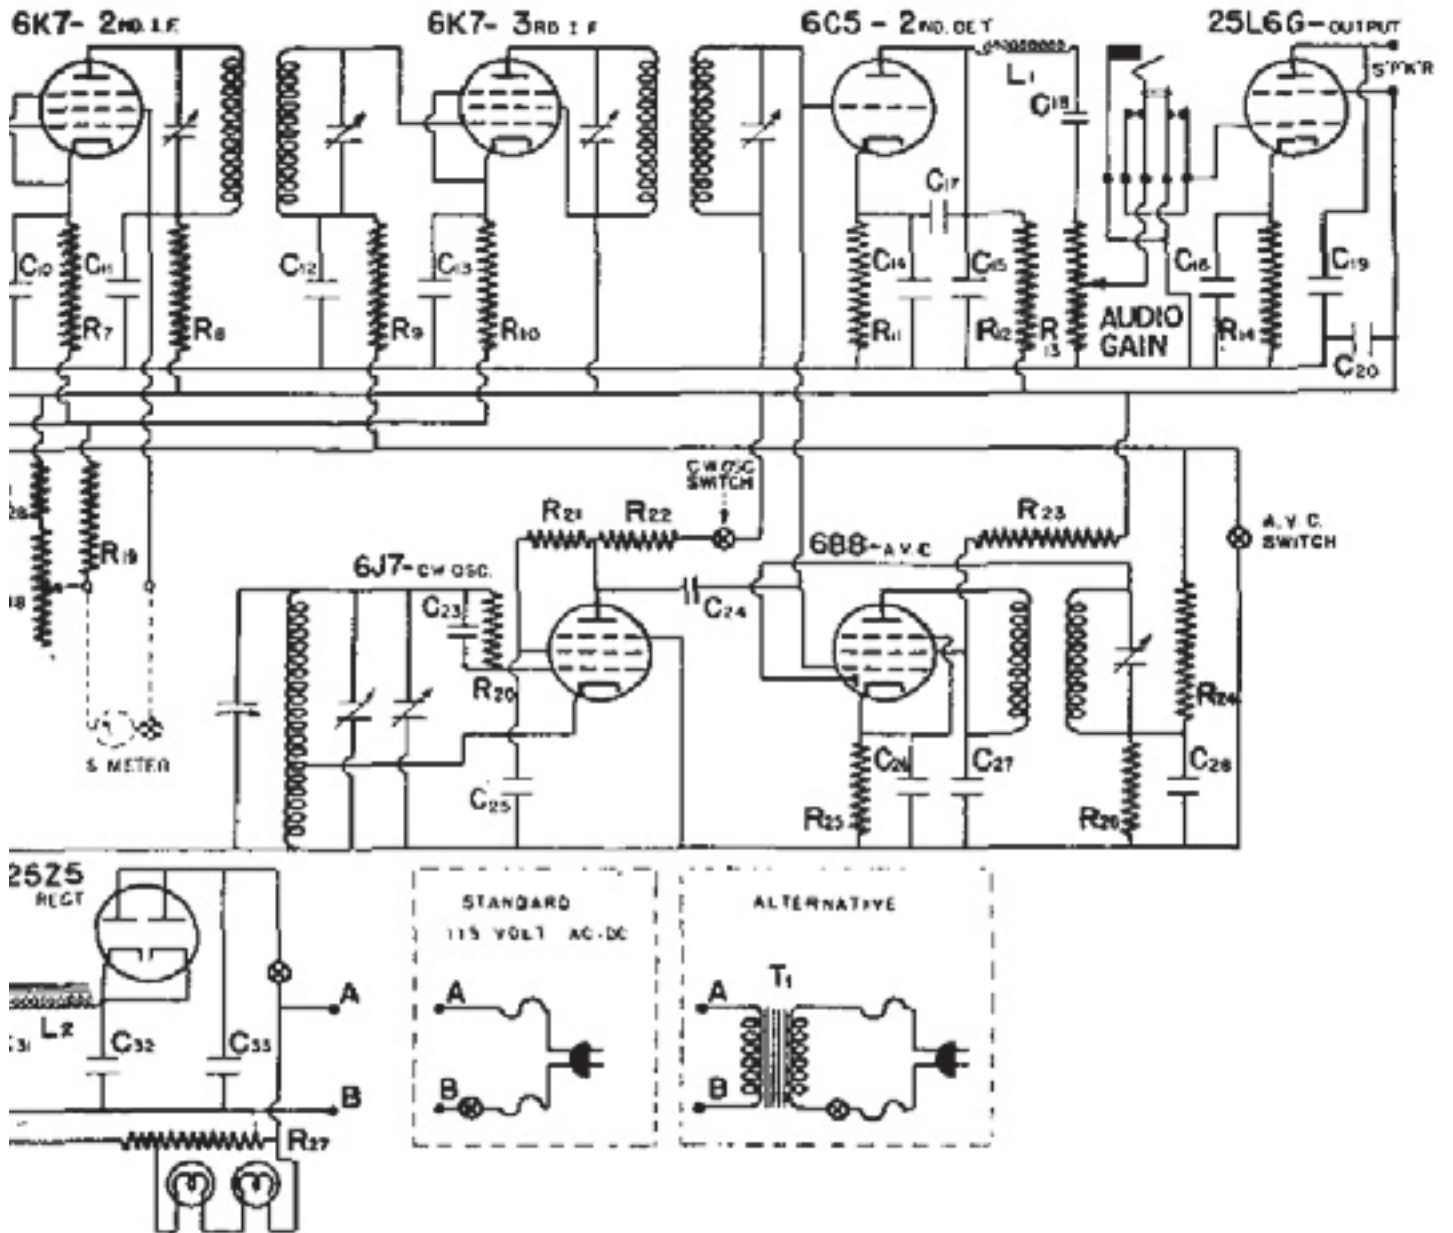 6K7- 2ND. I.F.
6K7- 3RD I F
6C5 - 2ND. DET
25L6G-OUTPUT
SPKR
L1
C18
C17
C10
C11
C12
C13
C14
C15
C16
C19
C20
R7
R8
R9
R10
R11
R12
R13
AUDIO
GAIN
R14
CW OSC
SWITCH
R19
R21
R22
R23
6B8-A.V.C
A.V.C.
SWITCH
6J7-CW OSC.
C23
C24
R20
R24
S METER
C25
C26
C27
C28
R25
R26
25Z5
RECT
STANDARD
115 VOLT AC-DC
ALTERNATIVE
A
A
T1
A
L2
C31
C32
C33
B
B
B
R27